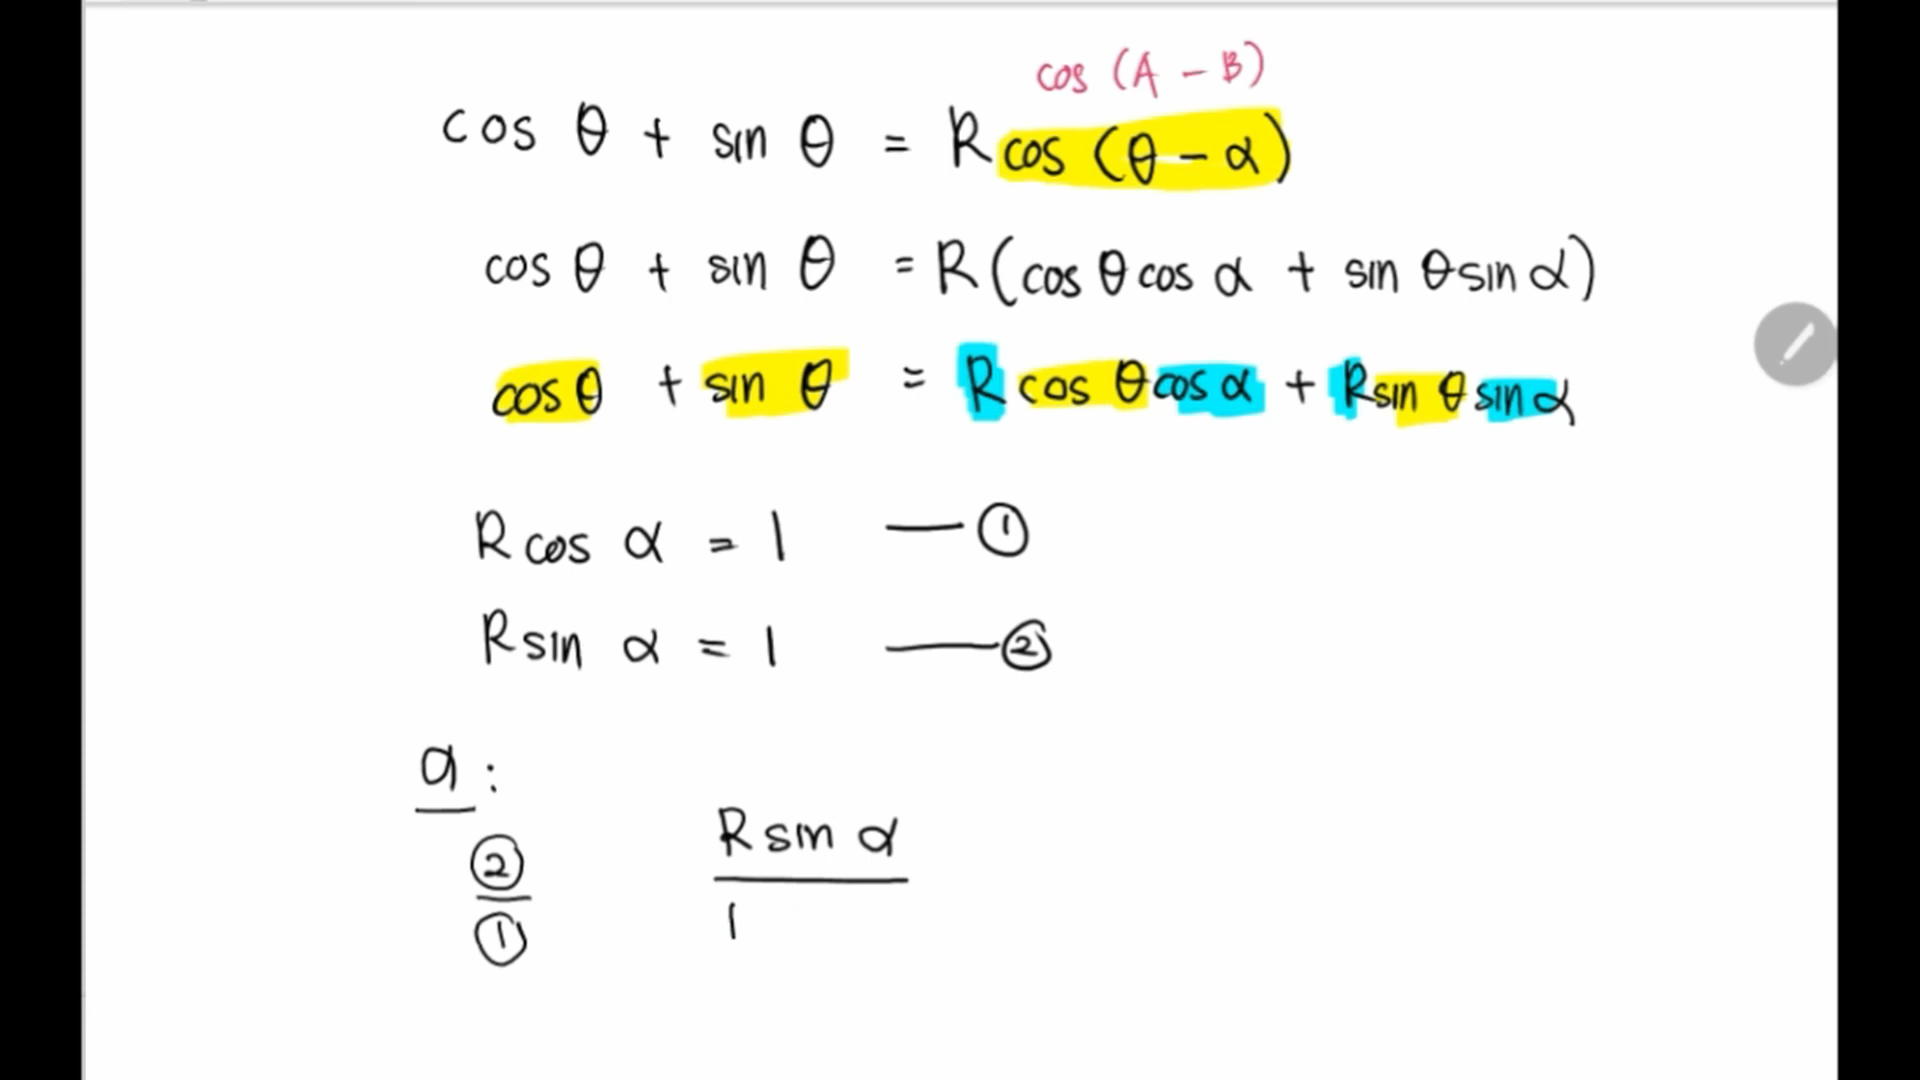 cos (A - B)
cos θ + sin θ = R cos (θ - α)
cos θ + sin θ = R (cos θ cos α + sin θ sin α)
cos θ + sin θ = R cos θ cos α + R sin θ sin α
R cos α = 1 — ①
R sin α = 1 — ②
α :
② R sin α
① |